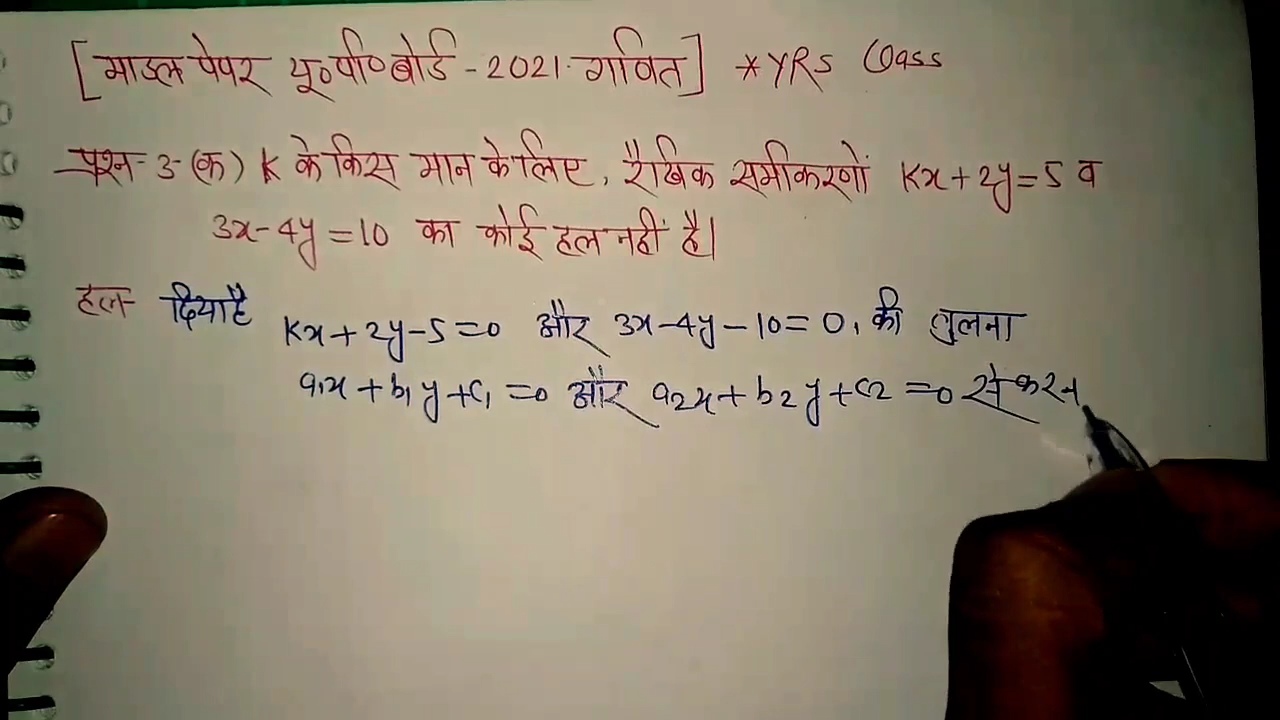 [माडल पेपर यू०पी०बोर्ड - 2021 गणित] *YRS Class
प्रश्न- 3- (क) K के किस मान के लिए, रैखिक समीकरणों Kx + 2y = 5 व
3x - 4y = 10 का कोई हल नहीं है।
हल- दिया है Kx + 2y - 5 = 0 और 3x - 4y - 10 = 0, की तुलना
a₁x + b₁y + c₁ = 0 और a₂x + b₂y + c₂ = 0 से करन